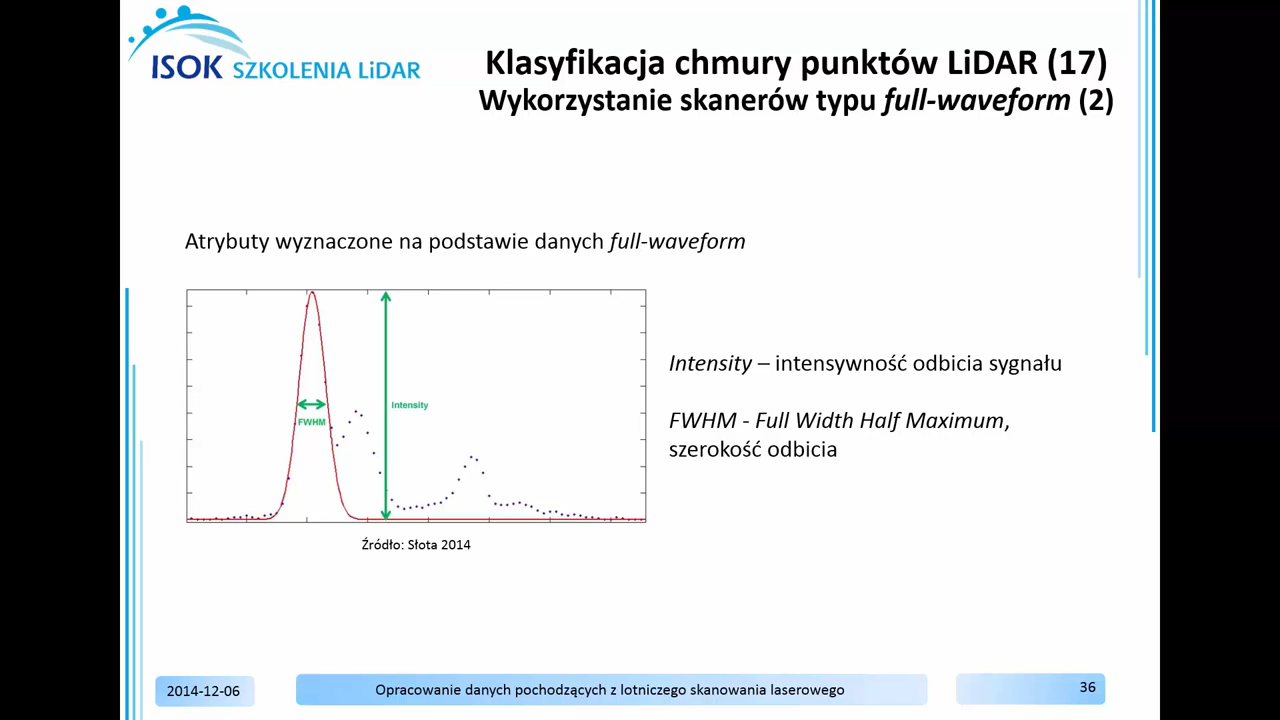 ISOK SZKOLENIA LiDAR
Klasyfikacja chmury punktów LiDAR (17)
Wykorzystanie skanerów typu full-waveform (2)
Atrybuty wyznaczone na podstawie danych full-waveform
Intensity
FWHM
Intensity – intensywność odbicia sygnału
FWHM - Full Width Half Maximum,
szerokość odbicia
Źródło: Słota 2014
2014-12-06
Opracowanie danych pochodzących z lotniczego skanowania laserowego
36